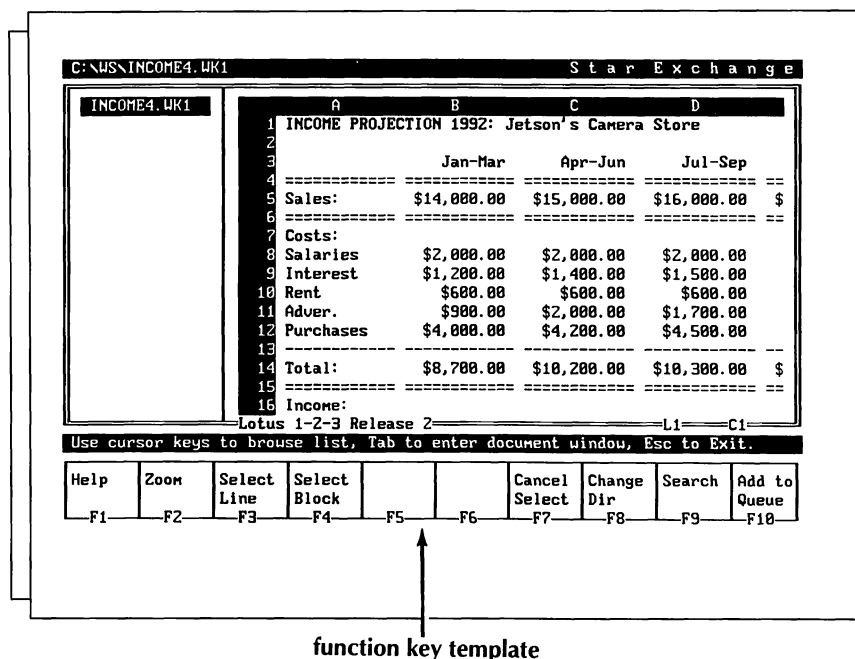 C:\WS\INCOME4.WK1 Star Exchange
INCOME4.WK1
A B C D
1 INCOME PROJECTION 1992: Jetson's Camera Store
2
3 Jan-Mar Apr-Jun Jul-Sep
4 ============ ============ ============ ============ ==
5 Sales: $14,000.00 $15,000.00 $16,000.00 $
6 ============ ============ ============ ============ ==
7 Costs:
8 Salaries $2,000.00 $2,000.00 $2,000.00
9 Interest $1,200.00 $1,400.00 $1,500.00
10 Rent $600.00 $600.00 $600.00
11 Adver. $900.00 $2,000.00 $1,700.00
12 Purchases $4,000.00 $4,200.00 $4,500.00
13 ------------ ------------ ------------ ------------ --
14 Total: $8,700.00 $10,200.00 $10,300.00 $
15 ============ ============ ============ ============ ==
16 Income:
Lotus 1-2-3 Release 2 L1 C1
Use cursor keys to browse list, Tab to enter document window, Esc to Exit.
Help Zoom Select Select Cancel Change Search Add to
Line Block Select Dir Queue
F1 F2 F3 F4 F5 F6 F7 F8 F9 F10
function key template